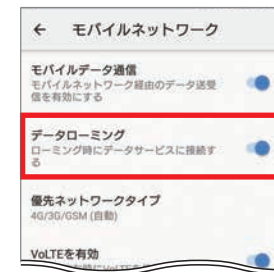 ← モバイルネットワーク
モバイルデータ通信
モバイルネットワーク経由のデータ送受
信を有効にする
データローミング
ローミング時にデータサービスに接続す
る
優先ネットワークタイプ
4G/3G/GSM (自動)
VoLTEを有効